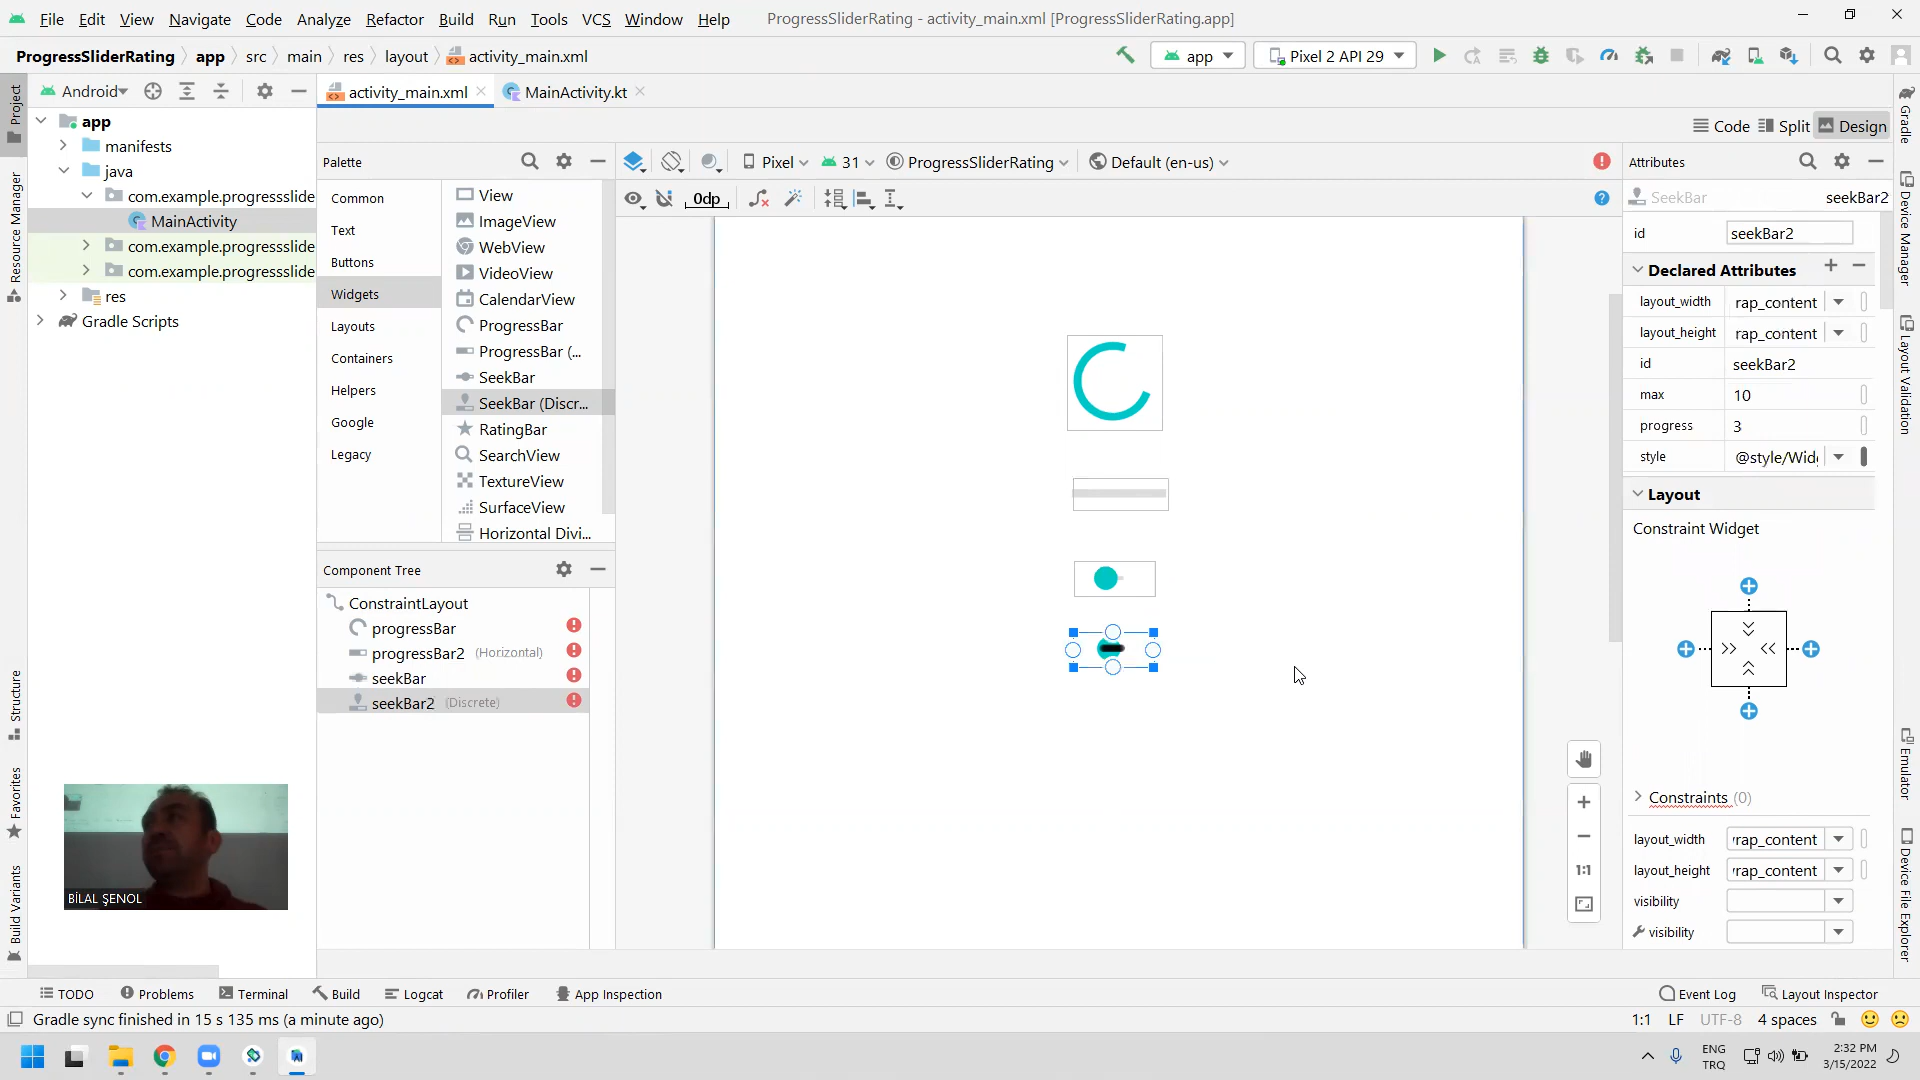 File Edit View Navigate Code Analyze Refactor Build Run Tools VCS Window Help ProgressSliderRating - activity_main.xml [ProgressSliderRating.app]
ProgressSliderRating app src main res layout activity_main.xml app Pixel 2 API 29
Android activity_main.xml MainActivity.kt
Code Split Design
Project
Resource Manager
Structure
Favorites
Build Variants
app
manifests
java
com.example.progressslide
MainActivity
com.example.progressslide
com.example.progressslide
res
Gradle Scripts
BİLAL ŞENOL
Palette
Common
Text
Buttons
Widgets
Layouts
Containers
Helpers
Google
Legacy
View
ImageView
WebView
VideoView
CalendarView
ProgressBar
ProgressBar (...
SeekBar
SeekBar (Discr...
RatingBar
SearchView
TextureView
SurfaceView
Horizontal Divi...
Component Tree
ConstraintLayout
progressBar
progressBar2 (Horizontal)
seekBar
seekBar2 (Discrete)
Pixel 31 ProgressSliderRating Default (en-us)
0dp
1:1
Attributes
SeekBar seekBar2
id seekBar2
Declared Attributes
layout_width rap_content
layout_height rap_content
id seekBar2
max 10
progress 3
style @style/Wid
Layout
Constraint Widget
Constraints (0)
layout_width rap_content
layout_height rap_content
visibility
visibility
Gradle
Device Manager
Layout Validation
Emulator
Device File Explorer
TODO Problems Terminal Build Logcat Profiler App Inspection Event Log Layout Inspector
Gradle sync finished in 15 s 135 ms (a minute ago) 1:1 LF UTF-8 4 spaces
ENG
TRQ
2:32 PM
3/15/2022